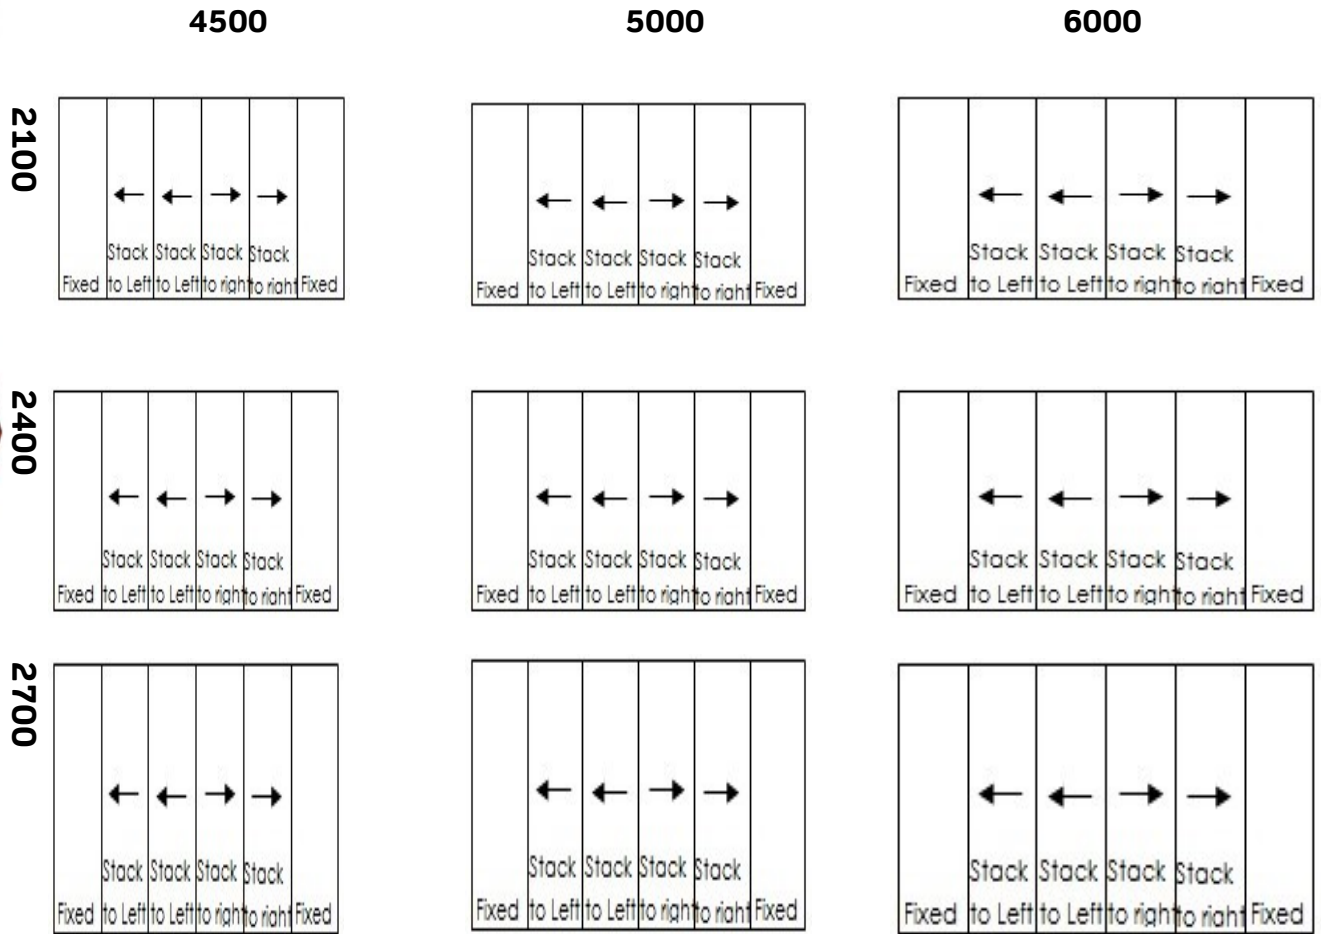 4500 5000 6000
2100
Stack Stack Stack Stack
Fixed to Left to Left to right to right Fixed
Stack Stack Stack Stack
Fixed to Left to Left to right to right Fixed
Stack Stack Stack Stack
Fixed to Left to Left to right to right Fixed
2400
Stack Stack Stack Stack
Fixed to Left to Left to right to right Fixed
Stack Stack Stack Stack
Fixed to Left to Left to right to right Fixed
Stack Stack Stack Stack
Fixed to Left to Left to right to right Fixed
2700
Stack Stack Stack Stack
Fixed to Left to Left to right to right Fixed
Stack Stack Stack Stack
Fixed to Left to Left to right to right Fixed
Stack Stack Stack Stack
Fixed to Left to Left to right to right Fixed